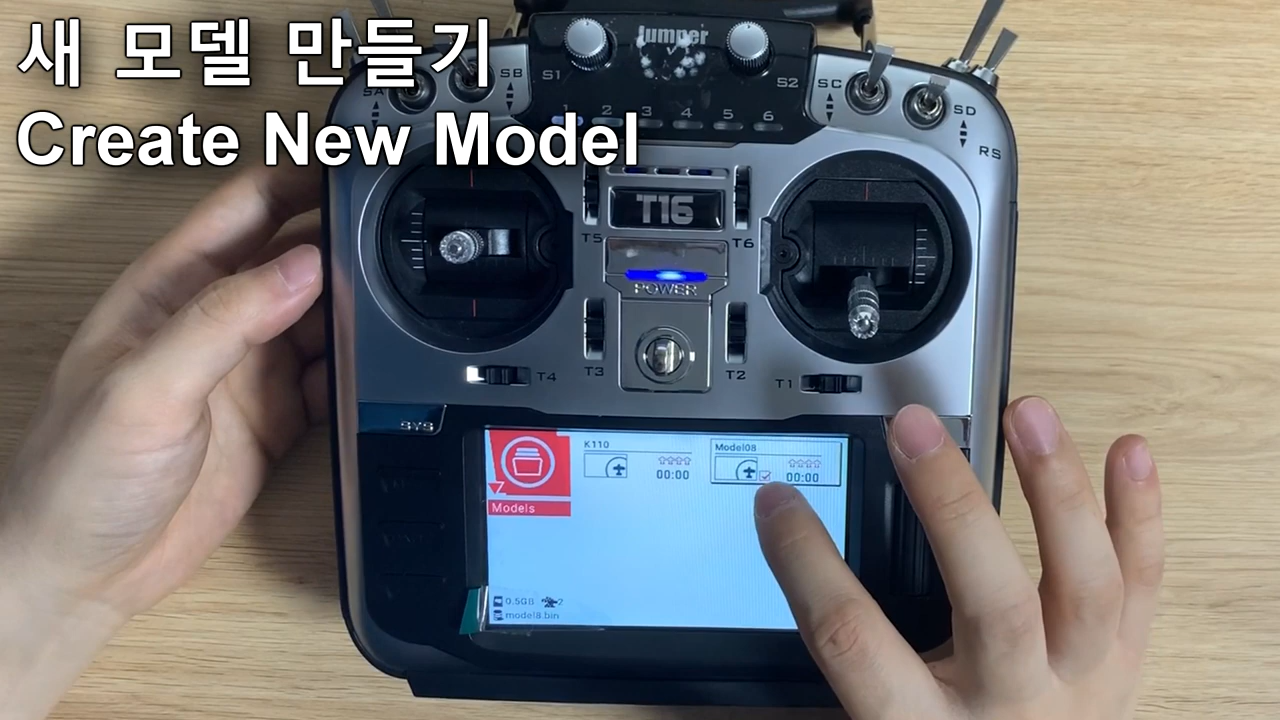 새 모델 만들기
Create New Model
Jumper
SA
SB
S1
S2
SC
SD
RS
1 2 3 4 5 6
T16
T5
T6
POWER
T4
T3
T2
T1
SYS
K110
00:00
Model08
00:00
Models
0.5GB 2
model8.bin